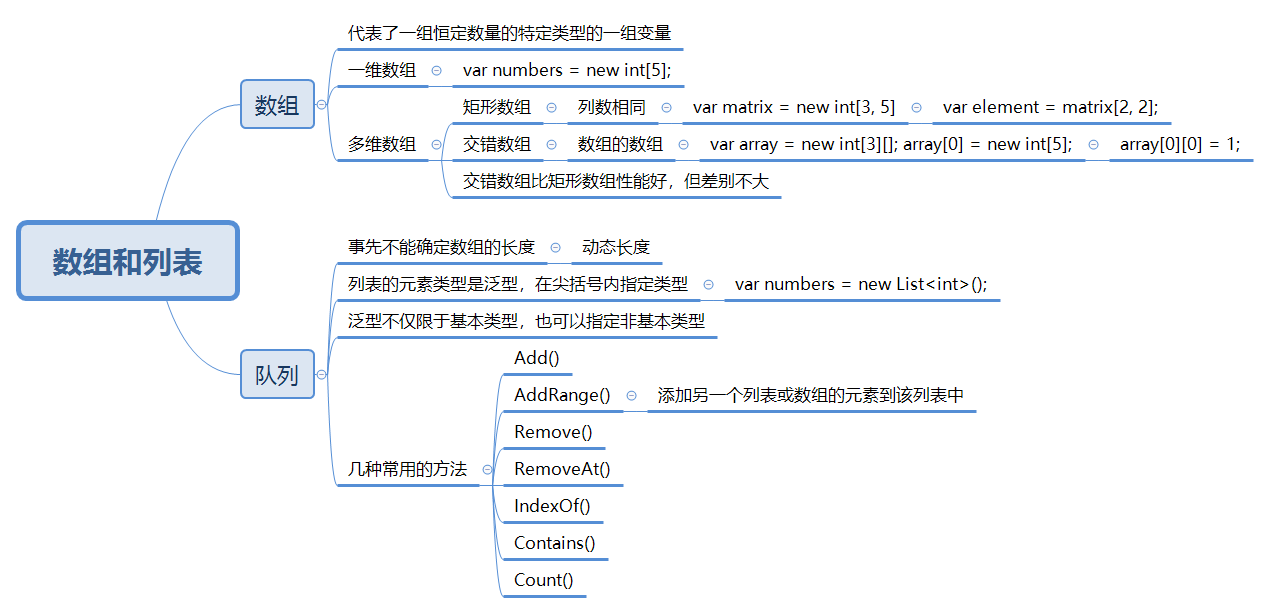 数组和列表
数组
代表了一组恒定数量的特定类型的一组变量
一维数组
var numbers = new int[5];
多维数组
矩形数组
列数相同
var matrix = new int[3, 5]
var element = matrix[2, 2];
交错数组
数组的数组
var array = new int[3][]; array[0] = new int[5];
array[0][0] = 1;
交错数组比矩形数组性能好，但差别不大
队列
事先不能确定数组的长度
动态长度
列表的元素类型是泛型，在尖括号内指定类型
var numbers = new List<int>();
泛型不仅限于基本类型，也可以指定非基本类型
几种常用的方法
Add()
AddRange()
添加另一个列表或数组的元素到该列表中
Remove()
RemoveAt()
IndexOf()
Contains()
Count()